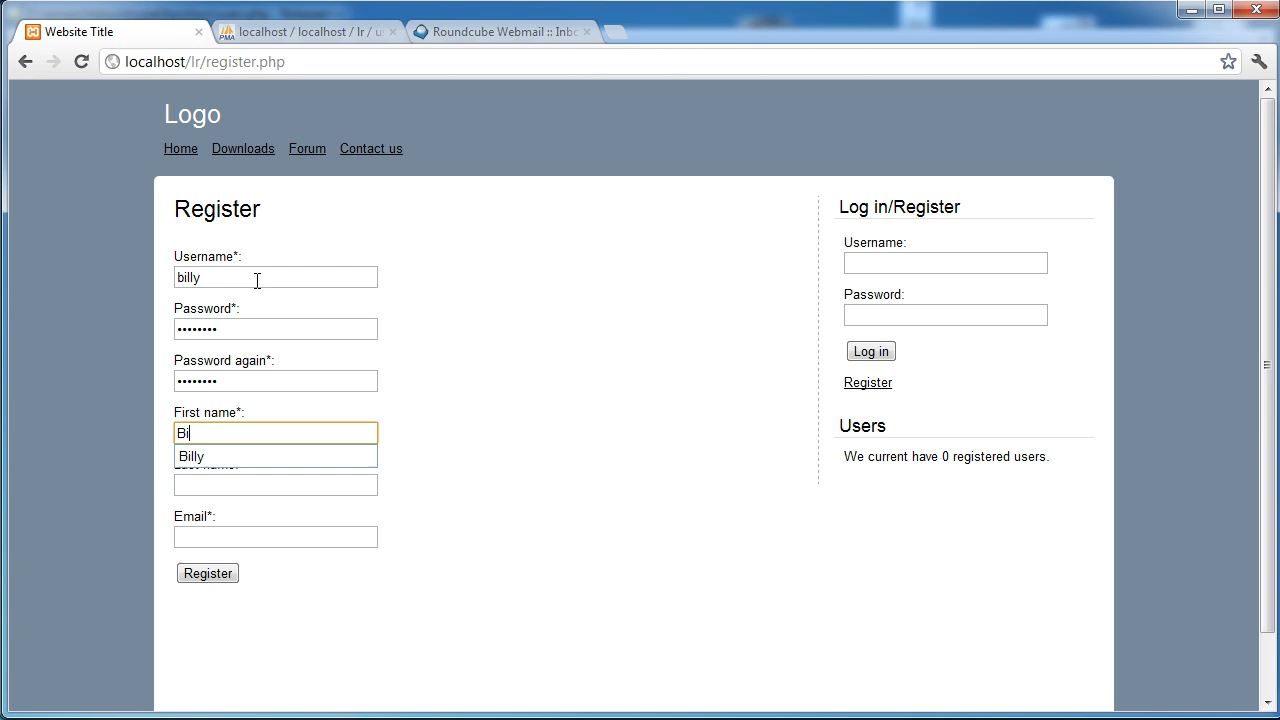 Website Title
localhost / localhost / lr / u
Roundcube Webmail :: Inbo
localhost/lr/register.php
Logo
Home Downloads Forum Contact us
Register
Username*:
billy
Password*:
••••••••
Password again*:
••••••••
First name*:
Bi
Billy
Email*:
Register
Log in/Register
Username:
Password:
Log in
Register
Users
We current have 0 registered users.